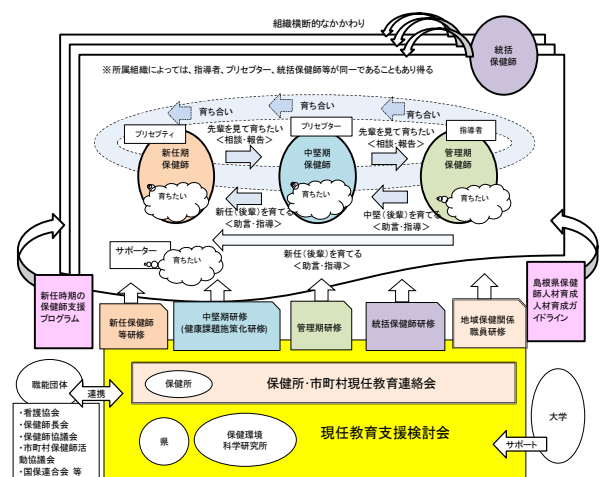 組織横断的なかかわり
統括
保健師
※所属組織によっては、指導者、プリセプター、統括保健師等が同一であることもあり得る
育ち合い
育ち合い
育ち合い
プリセプティ
プリセプター
指導者
先輩を見て育ちたい
<相談・報告>
先輩を見て育ちたい
<相談・報告>
新任期
保健師
中堅期
保健師
管理期
保健師
育ちたい
育ちたい
育ちたい
新任(後輩)を育てる
<助言・指導>
中堅(後輩)を育てる
<助言・指導>
サポーター
育ちたい
新任(後輩)を育てる
<助言・指導>
新任時期の
保健師支援
プログラム
島根県保健
師人材育成
人材育成ガ
イドライン
新任保健師
等研修
中堅期研修
(健康課題施策化研修)
管理期研修
統括保健師研修
地域保健関係
職員研修
職能団体
連携
保健所
保健所・市町村現任教育連絡会
・看護協会
・保健師長会
・保健師協議会
・市町村保健師活
動協議会
・国保連合会 等
県
保健環境
科学研究所
現任教育支援検討会
サポート
大学